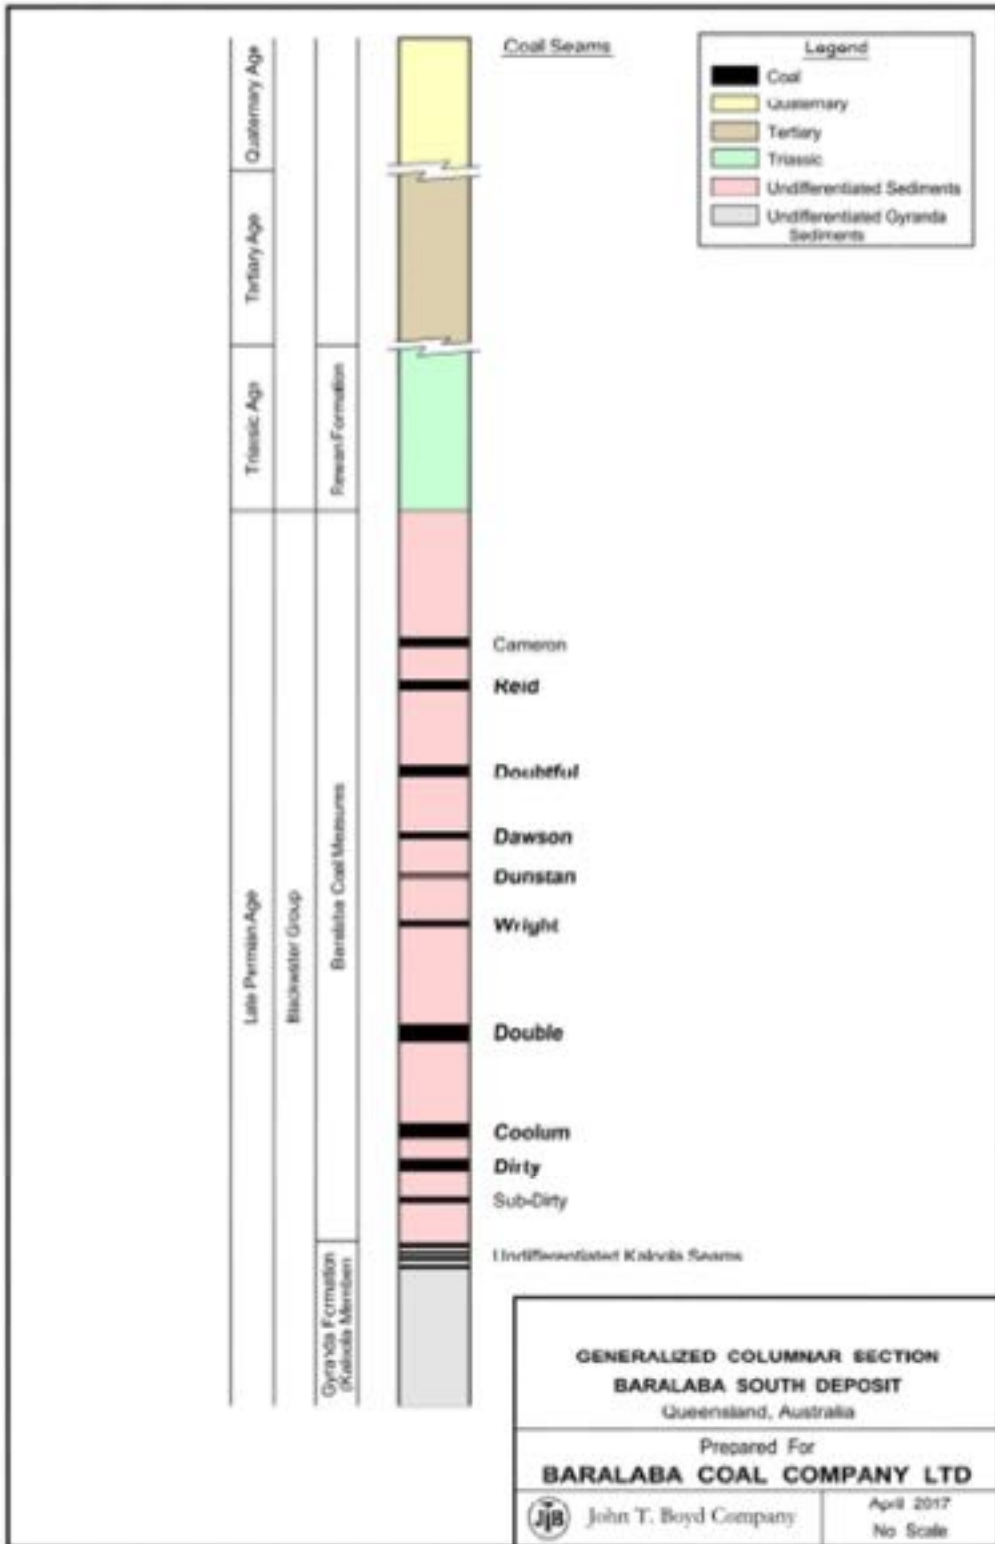 Coal Seams
Legend
Coal
Quaternary
Tertiary
Triassic
Undifferentiated Sediments
Undifferentiated Gyranda
Sediments
Quaternary Age
Tertiary Age
Triassic Age
Rewan Formation
Late Permian Age
Blackwater Group
Baralaba Coal Measures
Gyranda Formation
(Kaloola Member)
Cameron
Reid
Doubtful
Dawson
Dunstan
Wright
Double
Coolum
Dirty
Sub-Dirty
Undifferentiated Kaloola Seams
GENERALIZED COLUMNAR SECTION
BARALABA SOUTH DEPOSIT
Queensland, Australia
Prepared For
BARALABA COAL COMPANY LTD
JTB
John T. Boyd Company
April 2017
No Scale